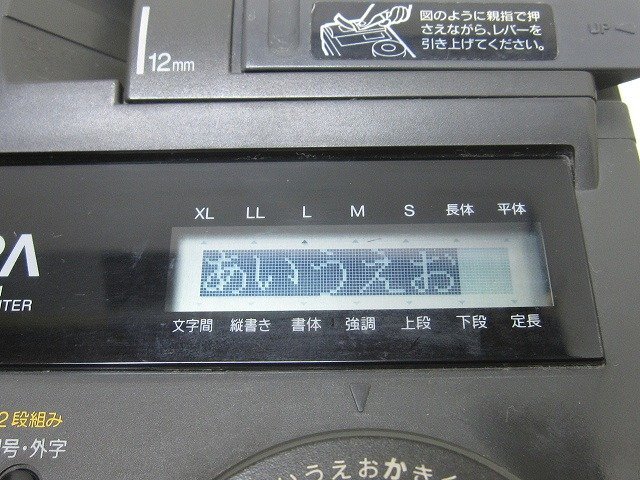 12mm
図のように親指で押
さえながら、レバーを
引き上げてください。
UP
XL LL L M S 長体 平体
あいうえお
文字間 縦書き 書体 強調 上段 下段 定長
2段組み
号・外字
いうえおかき